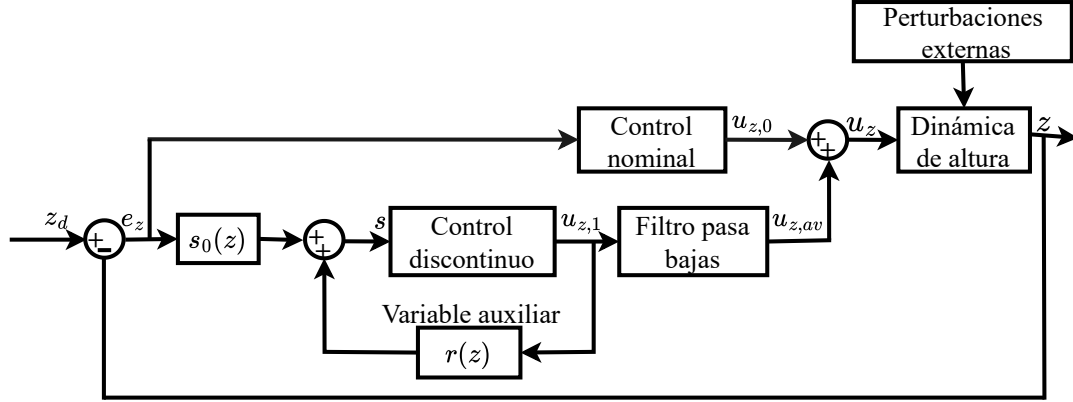 Perturbaciones
externas
Control
nominal
u_{z,0}
+
+
u_z
Dinámica
de altura
z
z_d
+
-
e_z
s_0(z)
+
+
s
Control
discontinuo
u_{z,1}
Filtro pasa
bajas
u_{z,av}
Variable auxiliar
r(z)